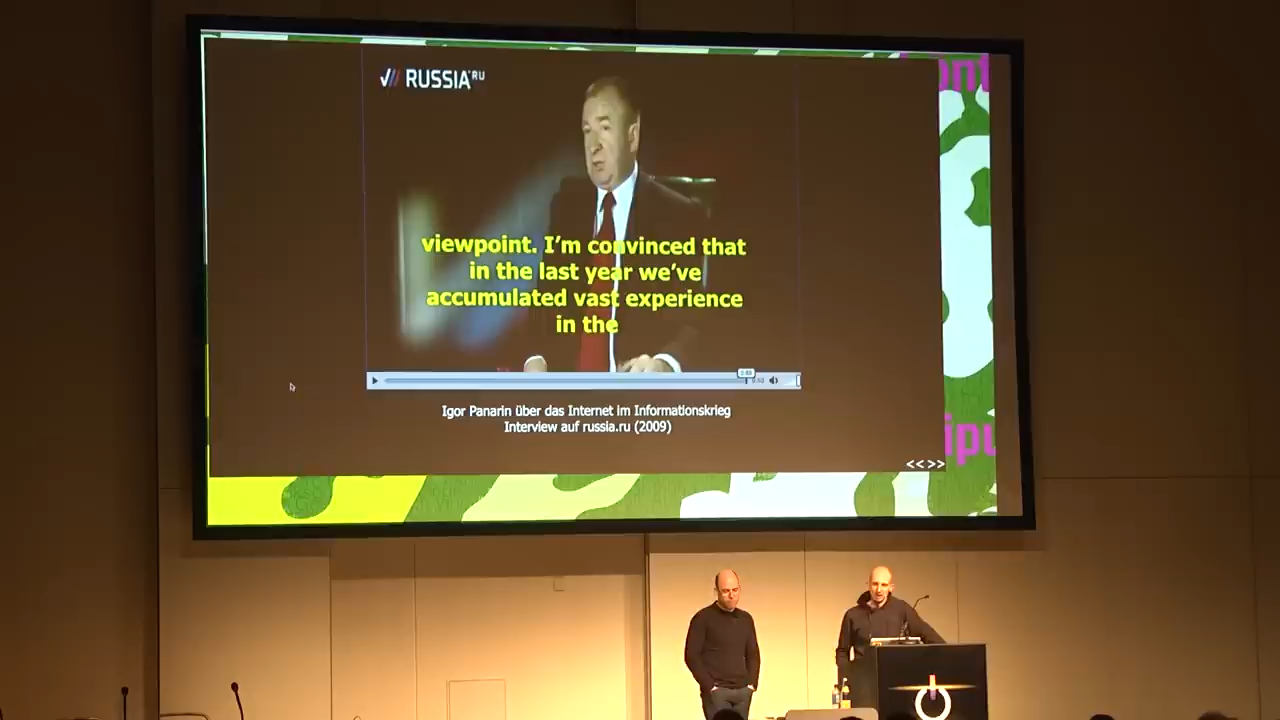 RUSSIA.RU
viewpoint. I'm convinced that
in the last year we've
accumulated vast experience
in the
Igor Panarin über das Internet im Informationskrieg
Interview auf russia.ru (2009)
<< >>